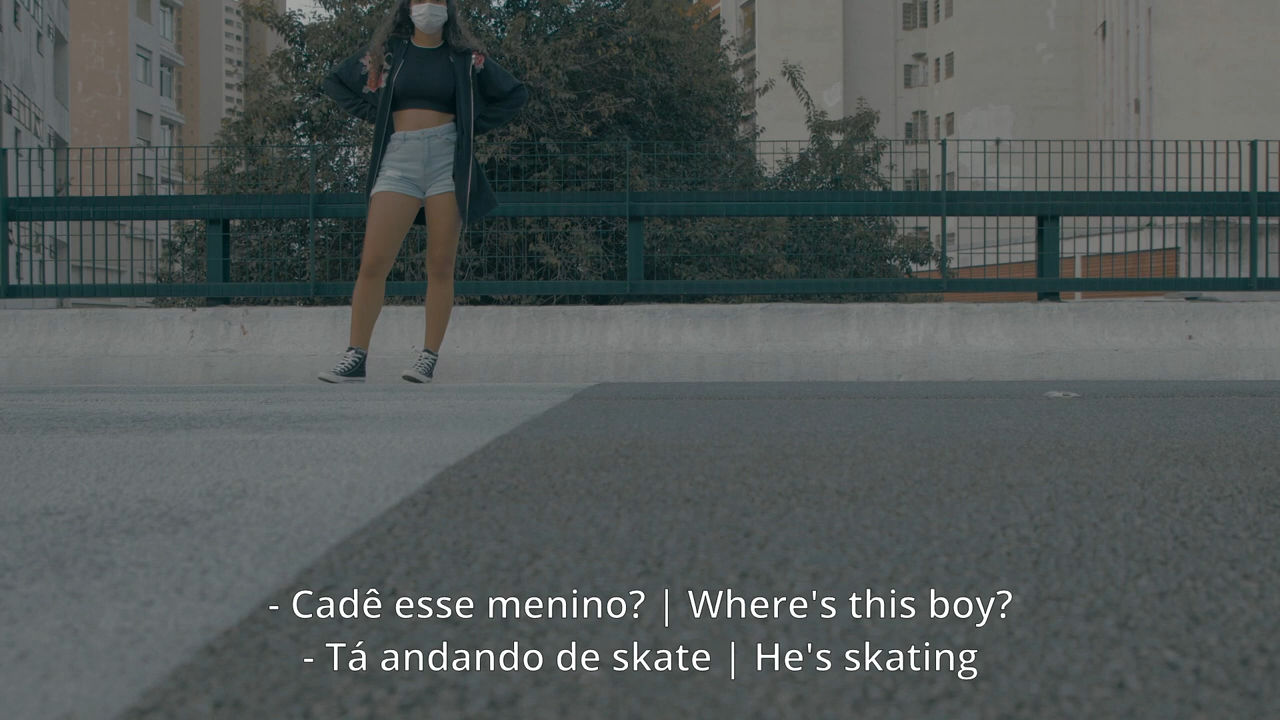 - Cadê esse menino? | Where's this boy?
- Tá andando de skate | He's skating